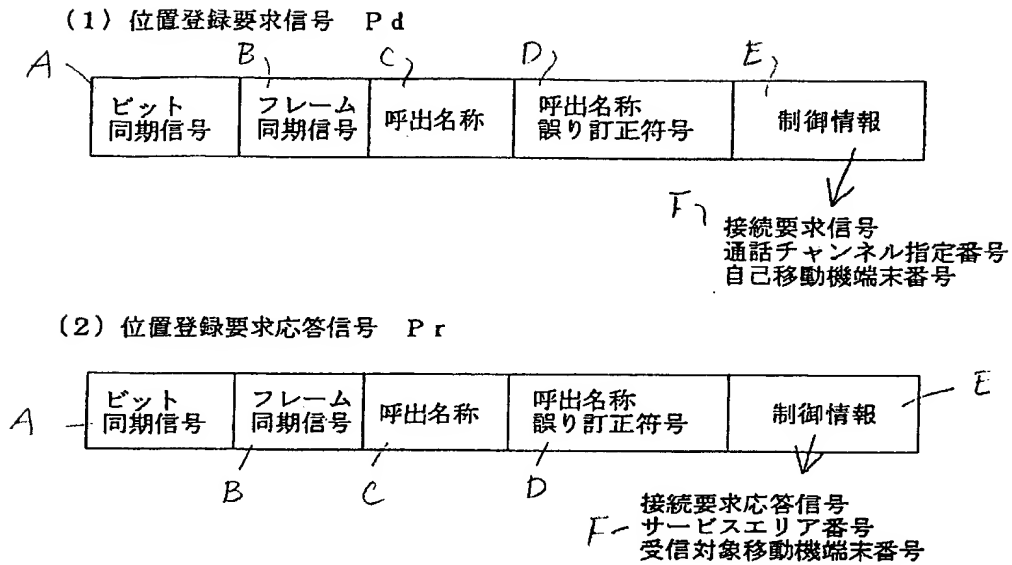 (1) 位置登録要求信号 Pd
A B C D E
ビット
同期信号
フレーム
同期信号
呼出名称
呼出名称
誤り訂正符号
制御情報
F
接続要求信号
通話チャンネル指定番号
自己移動機端末番号
(2) 位置登録要求応答信号 Pr
A
ビット
同期信号
フレーム
同期信号
呼出名称
呼出名称
誤り訂正符号
制御情報
E
B C D
F
接続要求応答信号
サービスエリア番号
受信対象移動機端末番号